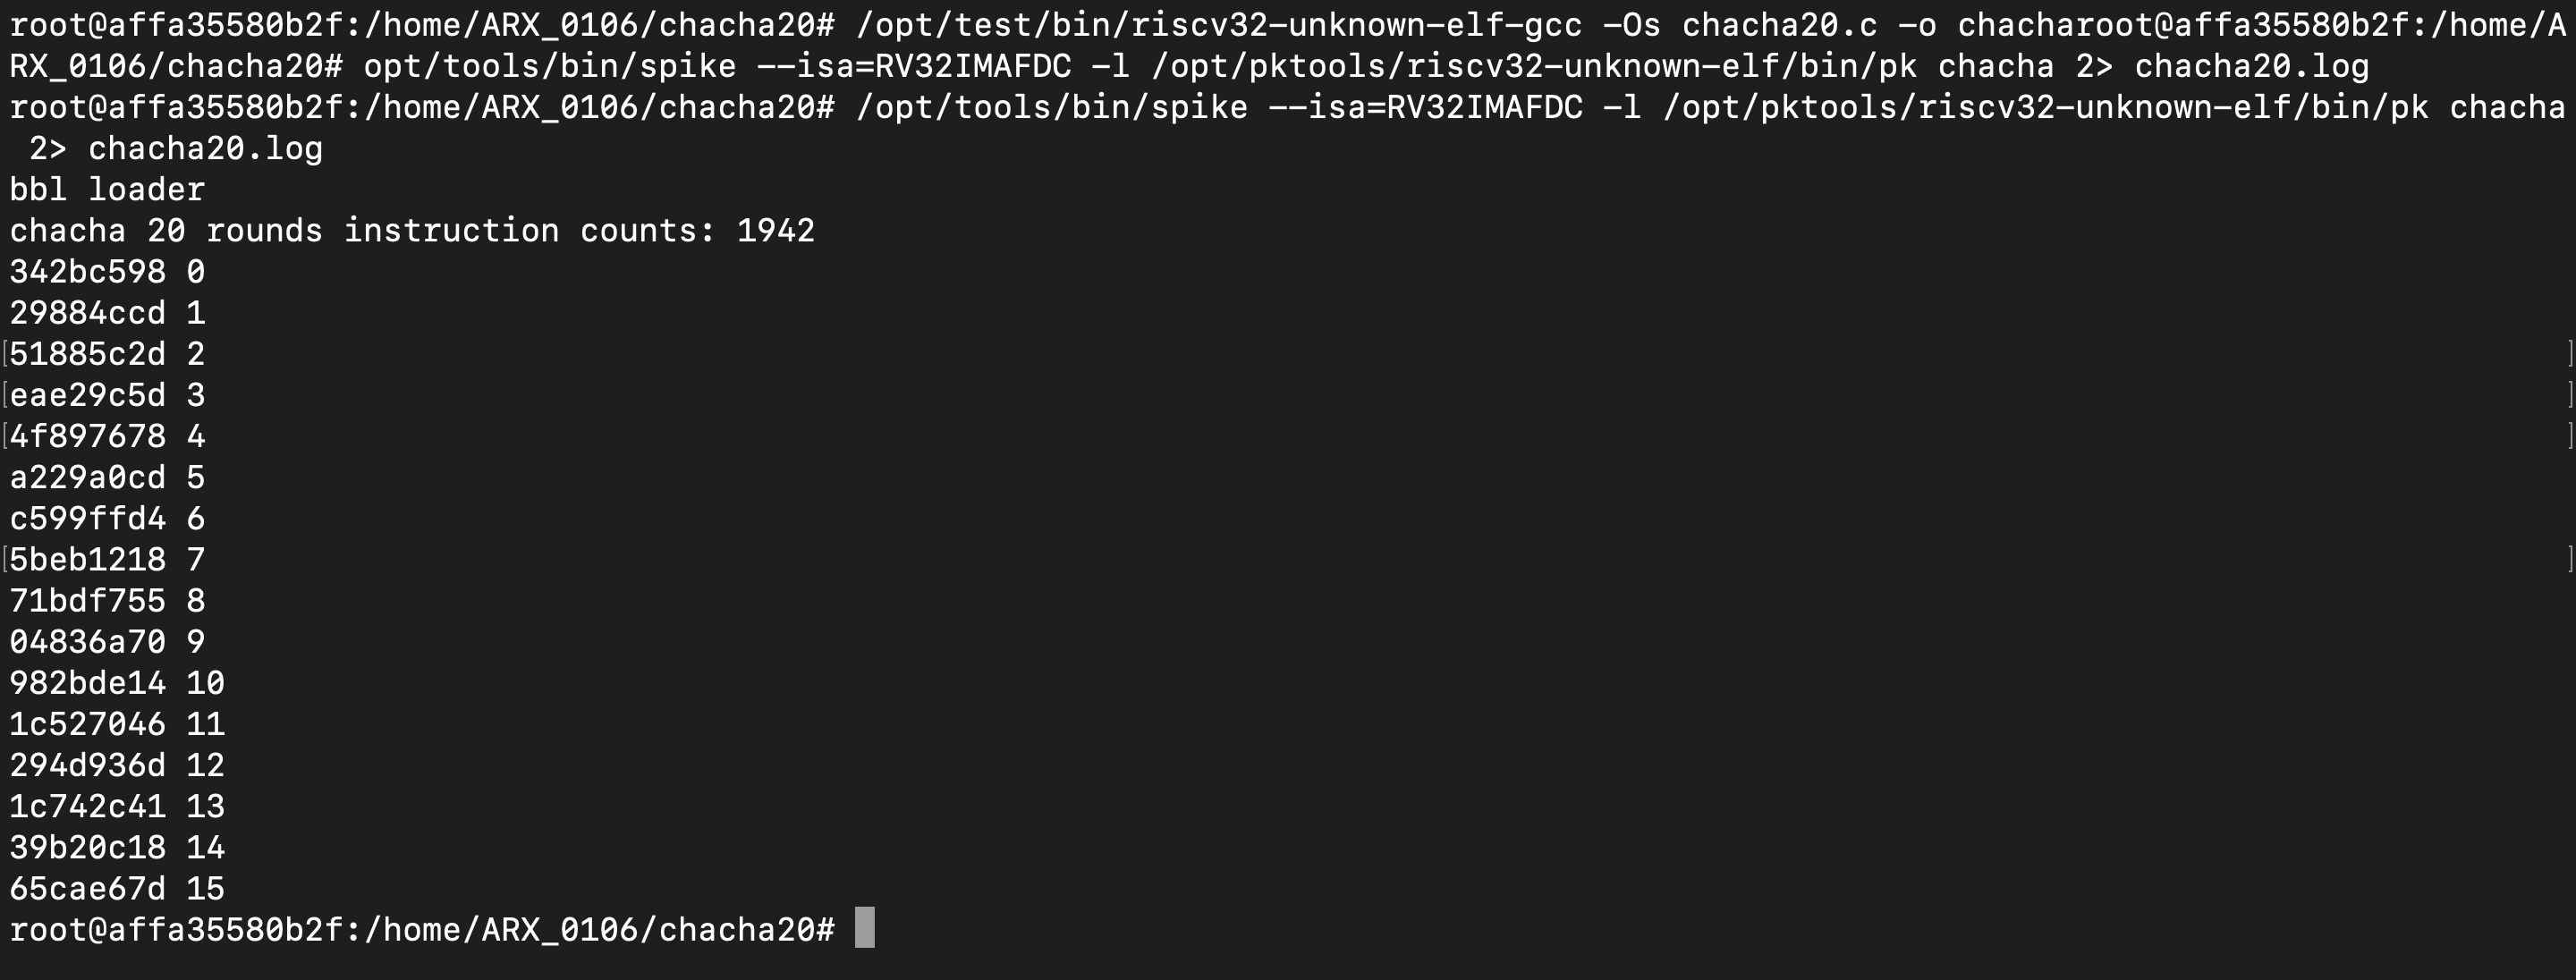 root@affa35580b2f:/home/ARX_0106/chacha20# /opt/test/bin/riscv32-unknown-elf-gcc -Os chacha20.c -o chacharoot@affa35580b2f:/home/A
RX_0106/chacha20# opt/tools/bin/spike --isa=RV32IMAFDC -l /opt/pktools/riscv32-unknown-elf/bin/pk chacha 2> chacha20.log
root@affa35580b2f:/home/ARX_0106/chacha20# /opt/tools/bin/spike --isa=RV32IMAFDC -l /opt/pktools/riscv32-unknown-elf/bin/pk chacha
 2> chacha20.log
bbl loader
chacha 20 rounds instruction counts: 1942
342bc598 0
29884ccd 1
[51885c2d 2 ]
[eae29c5d 3 ]
[4f897678 4 ]
a229a0cd 5
c599ffd4 6
[5beb1218 7 ]
71bdf755 8
04836a70 9
982bde14 10
1c527046 11
294d936d 12
1c742c41 13
39b20c18 14
65cae67d 15
root@affa35580b2f:/home/ARX_0106/chacha20#